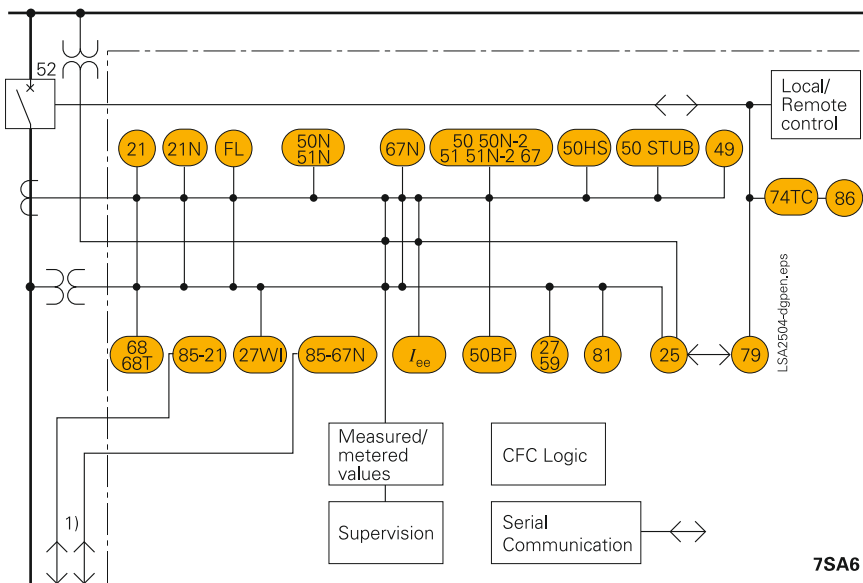 52
Local/
Remote
control
21
21N
FL
50N
51N
67N
50 50N-2
51 51N-2 67
50HS
50 STUB
49
74TC
86
LSA2504-dgpen.eps
68
68T
85-21
27WI
85-67N
Iee
50BF
27
59
81
25
79
Measured/
metered
values
CFC Logic
1)
Supervision
Serial
Communication
7SA6